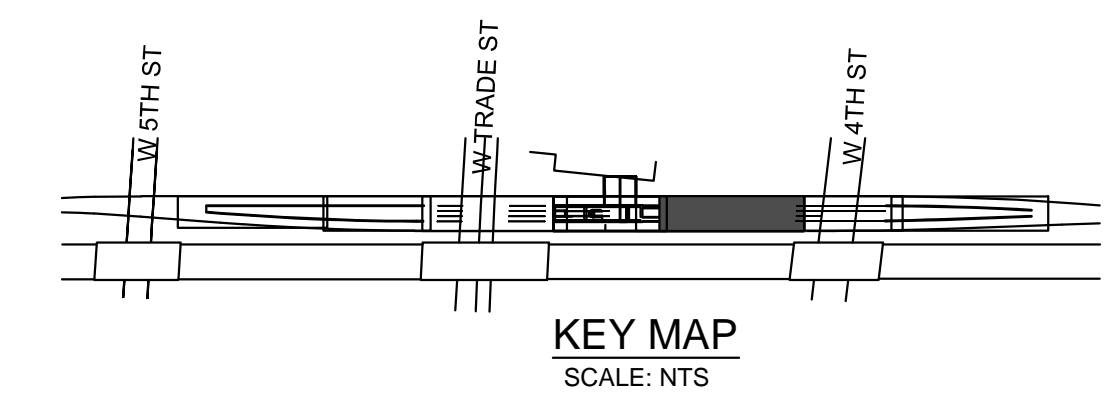 W 5TH ST
W TRADE ST
W 4TH ST
KEY MAP
SCALE: NTS